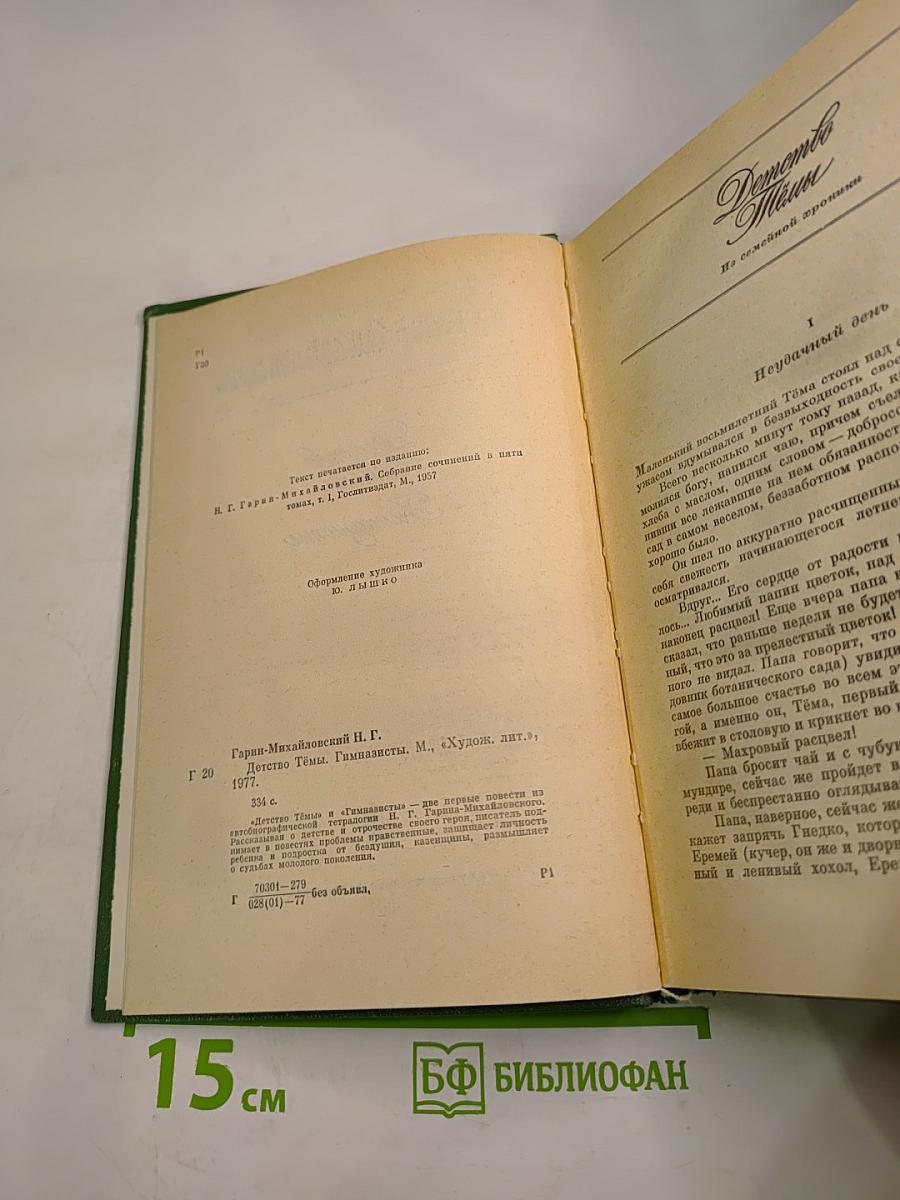 Р1
Г20
Текст печатается по изданию:
Н. Г. Гарин-Михайловский. Собрание сочинений в пяти
томах, т. I, Гослитиздат, М., 1957
Оформление художника
Ю. ЛЫШКО
Гарин-Михайловский Н. Г.
Г 20 Детство Тёмы. Гимназисты. М., «Худож. лит.»,
1977.
334 с.
«Детство Тёмы» и «Гимназисты» — две первые повести из
автобиографической тетралогии Н. Г. Гарина-Михайловского.
Рассказывая о детстве и отрочестве своего героя, писатель под-
нимает в повестях проблемы нравственные, защищает личность
ребенка и подростка от бездушия, казенщины, размышляет
о судьбах молодого поколения.
Г 70301—279
028(01)—77 без объявл,
Р1
Детство
Тёмы
Из семейной хроники
I
Неудачный день
Маленький восьмилетний Тёма стоял над
ужасом вдумывался в безвыходность свое
Всего несколько минут тому назад, ка
молился богу, напился чаю, причем съел
хлеба с маслом, одним словом — доброс
нивши все лежавшие на нем обязанност
сад в самом веселом, беззаботном распо
хорошо было.
Он шел по аккуратно расчищенны
себя свежесть начинающегося летне
осматривался.
Вдруг... Его сердце от радости
лось... Любимый папин цветок, над
наконец расцвел! Еще вчера папа
сказал, что раньше недели не будет
ный, что это за прелестный цветок!
ного не видал. Папа говорит, что
довник ботанического сада) увиди
самое большое счастье во всем э
гой, а именно он, Тёма, первый
вбежит в столовую и крикнет во
— Махровый расцвел!
Папа бросит чай и с чубук
мундире, сейчас же пройдет в
реди и беспрестанно оглядыва
Папа, наверное, сейчас же
кажет запрячь Гнедко, котор
Еремей (кучер, он же и дворн
ный и ленивый хохол, Ере
15 см
БФ БИБЛИОФАН